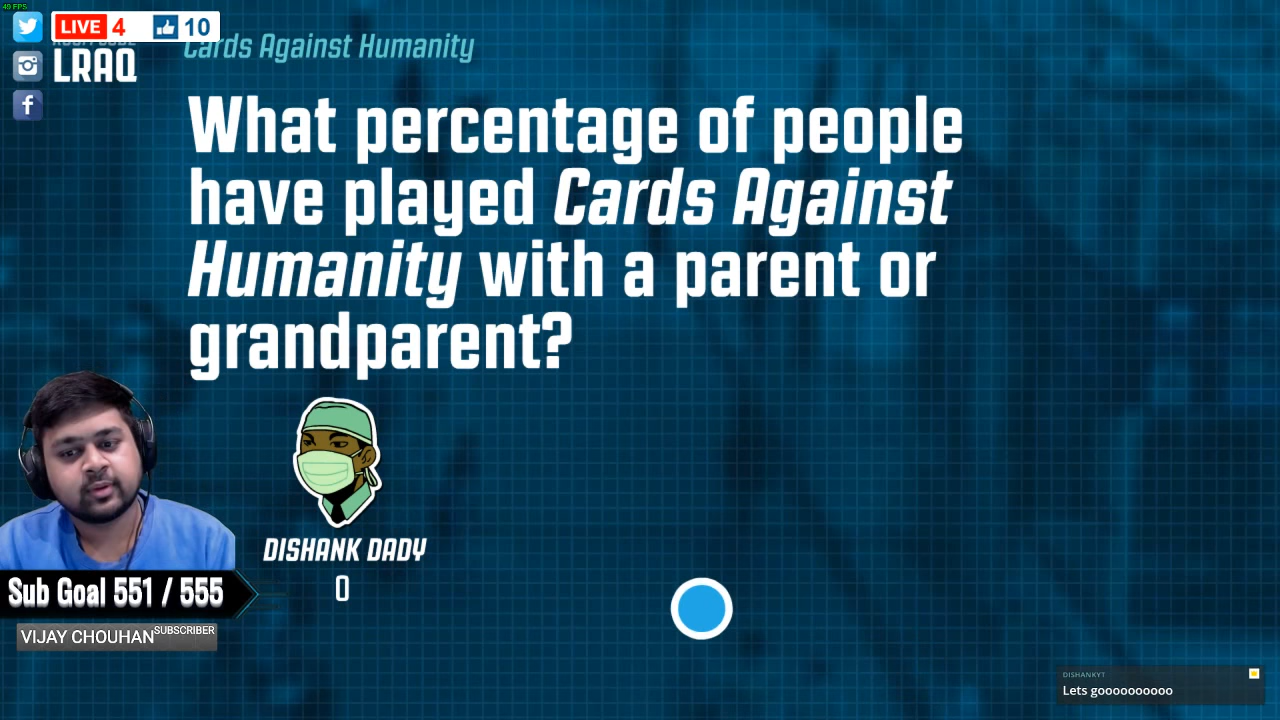 49 FPS
LIVE 4 10
Cards Against Humanity
LRAQ
What percentage of people
have played Cards Against
Humanity with a parent or
grandparent?
DISHANK DADY
0
Sub Goal 551 / 555
VIJAY CHOUHAN SUBSCRIBER
DISHANKYT
Lets goooooooooo